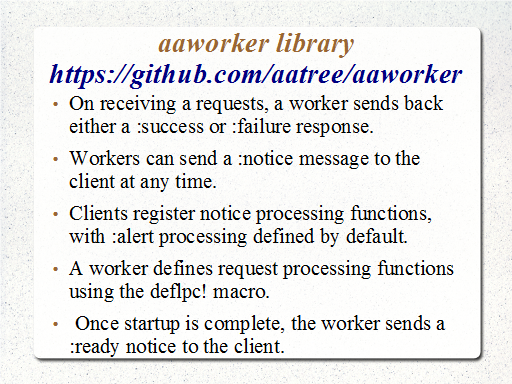 aaworker library
https://github.com/aatree/aaworker
• On receiving a requests, a worker sends back
either a :success or :failure response.
• Workers can send a :notice message to the
client at any time.
• Clients register notice processing functions,
with :alert processing defined by default.
• A worker defines request processing functions
using the deflpc! macro.
• Once startup is complete, the worker sends a
:ready notice to the client.